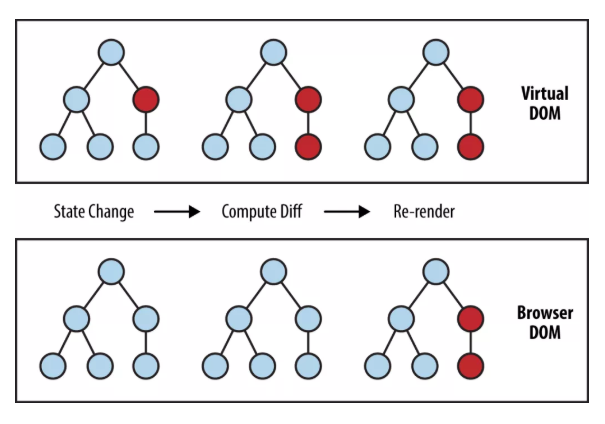 Virtual
DOM
State Change → Compute Diff → Re-render
Browser
DOM